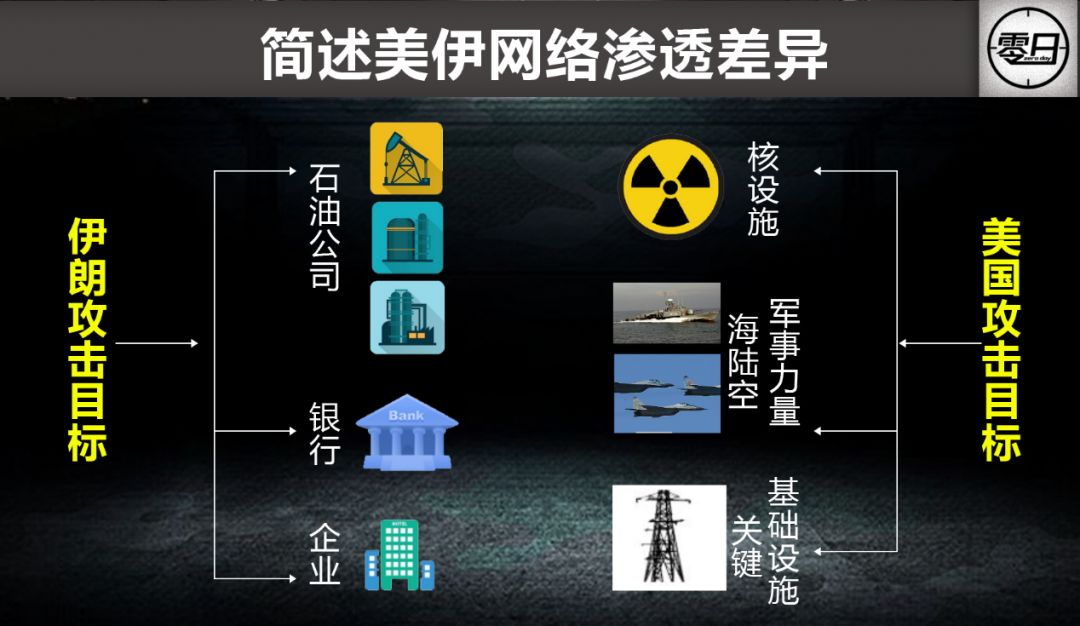 简述美伊网络渗透差异
零日
zero day
伊朗攻击目标
石油公司
银行
Bank
企业
HOTEL
核设施
军事力量
海陆空
基础设施
关键
美国攻击目标